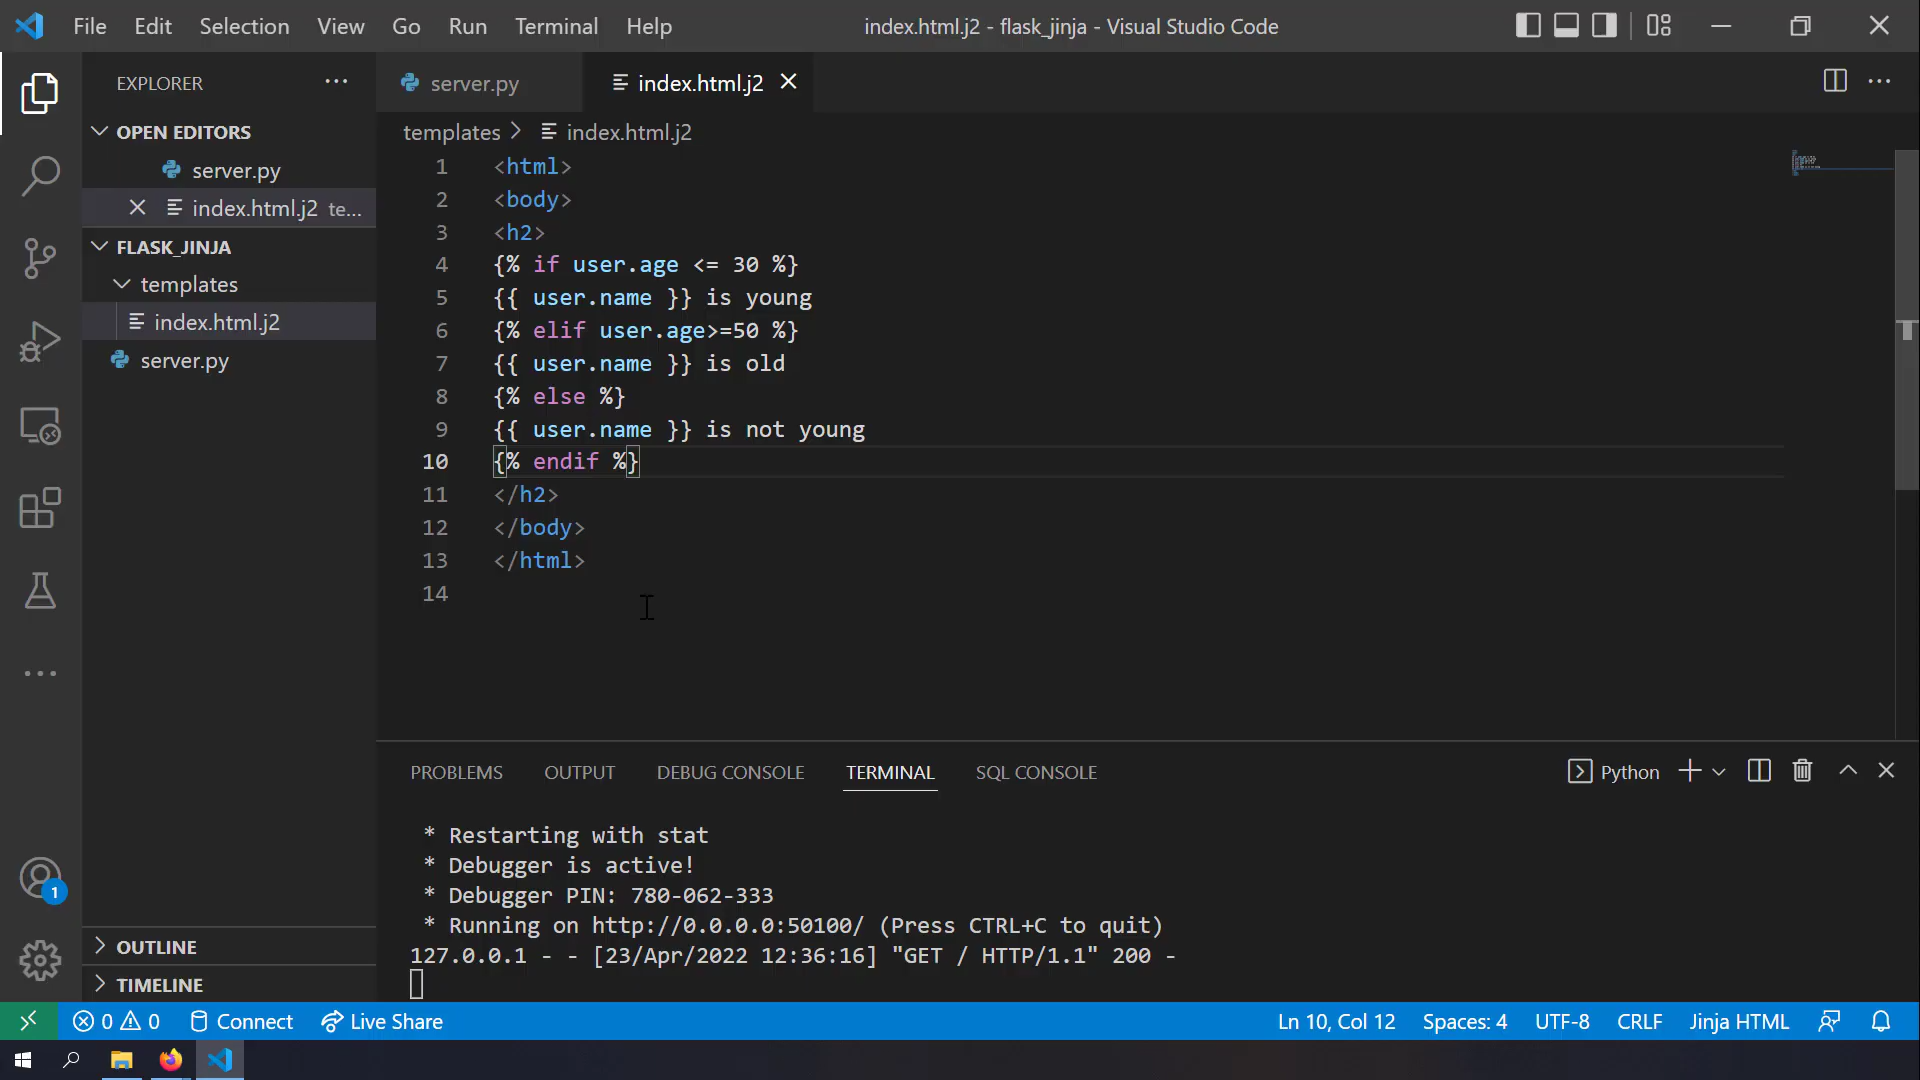 File Edit Selection View Go Run Terminal Help
index.html.j2 - flask_jinja - Visual Studio Code
EXPLORER
OPEN EDITORS
server.py
index.html.j2 te...
FLASK_JINJA
templates
index.html.j2
server.py
OUTLINE
TIMELINE
1
server.py
index.html.j2
templates > index.html.j2
1 <html>
2 <body>
3 <h2>
4 {% if user.age <= 30 %}
5 {{ user.name }} is young
6 {% elif user.age>=50 %}
7 {{ user.name }} is old
8 {% else %}
9 {{ user.name }} is not young
10 {% endif %}
11 </h2>
12 </body>
13 </html>
14
PROBLEMS OUTPUT DEBUG CONSOLE TERMINAL SQL CONSOLE
Python
* Restarting with stat
* Debugger is active!
* Debugger PIN: 780-062-333
* Running on http://0.0.0.0:50100/ (Press CTRL+C to quit)
127.0.0.1 - - [23/Apr/2022 12:36:16] "GET / HTTP/1.1" 200 -
0 0 Connect Live Share
Ln 10, Col 12 Spaces: 4 UTF-8 CRLF Jinja HTML